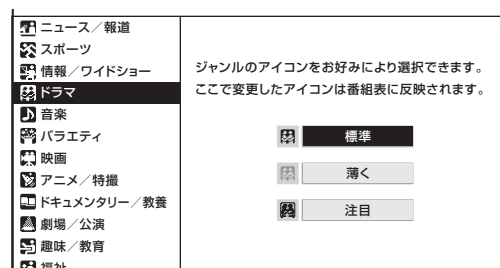 ニュース／報道
スポーツ
情報／ワイドショー
ドラマ
音楽
バラエティ
映画
アニメ／特撮
ドキュメンタリー／教養
劇場／公演
趣味／教育
福祉
ジャンルのアイコンをお好みにより選択できます。
ここで変更したアイコンは番組表に反映されます。
標準
薄く
注目